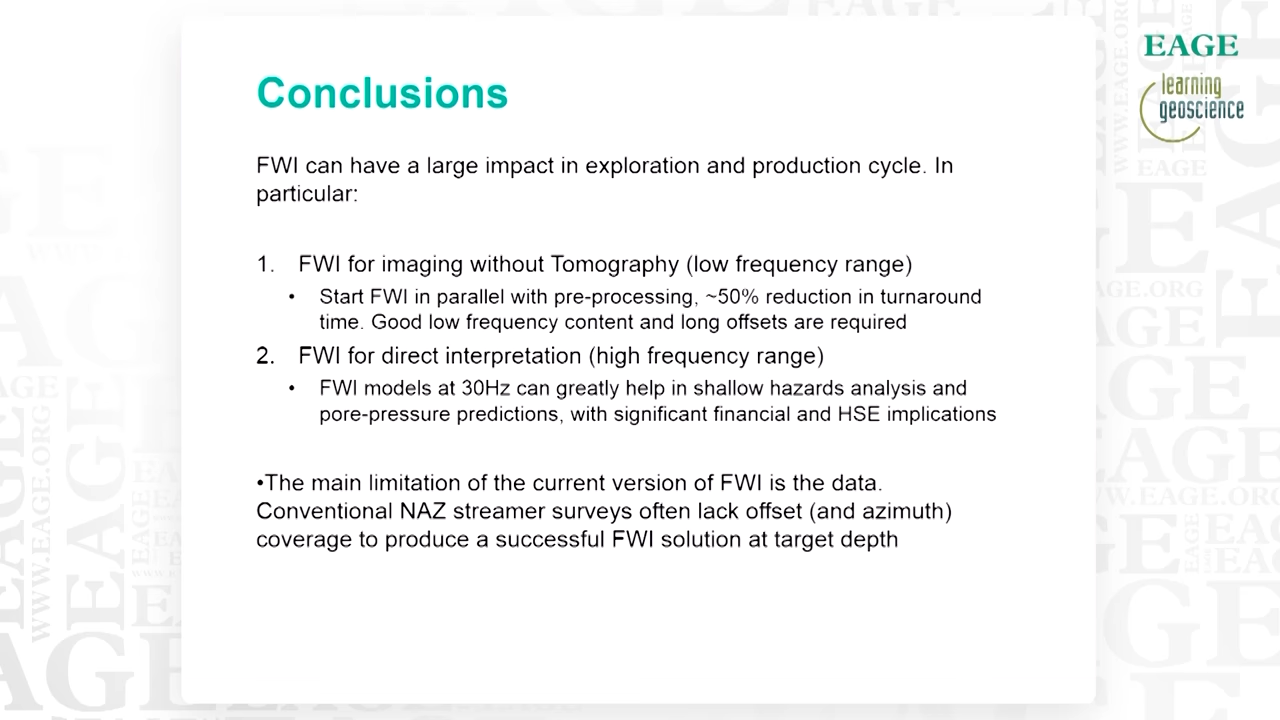 EAGE
learning
geoscience
Conclusions
FWI can have a large impact in exploration and production cycle. In
particular:
1. FWI for imaging without Tomography (low frequency range)
• Start FWI in parallel with pre-processing, ~50% reduction in turnaround
time. Good low frequency content and long offsets are required
2. FWI for direct interpretation (high frequency range)
• FWI models at 30Hz can greatly help in shallow hazards analysis and
pore-pressure predictions, with significant financial and HSE implications
•The main limitation of the current version of FWI is the data.
Conventional NAZ streamer surveys often lack offset (and azimuth)
coverage to produce a successful FWI solution at target depth